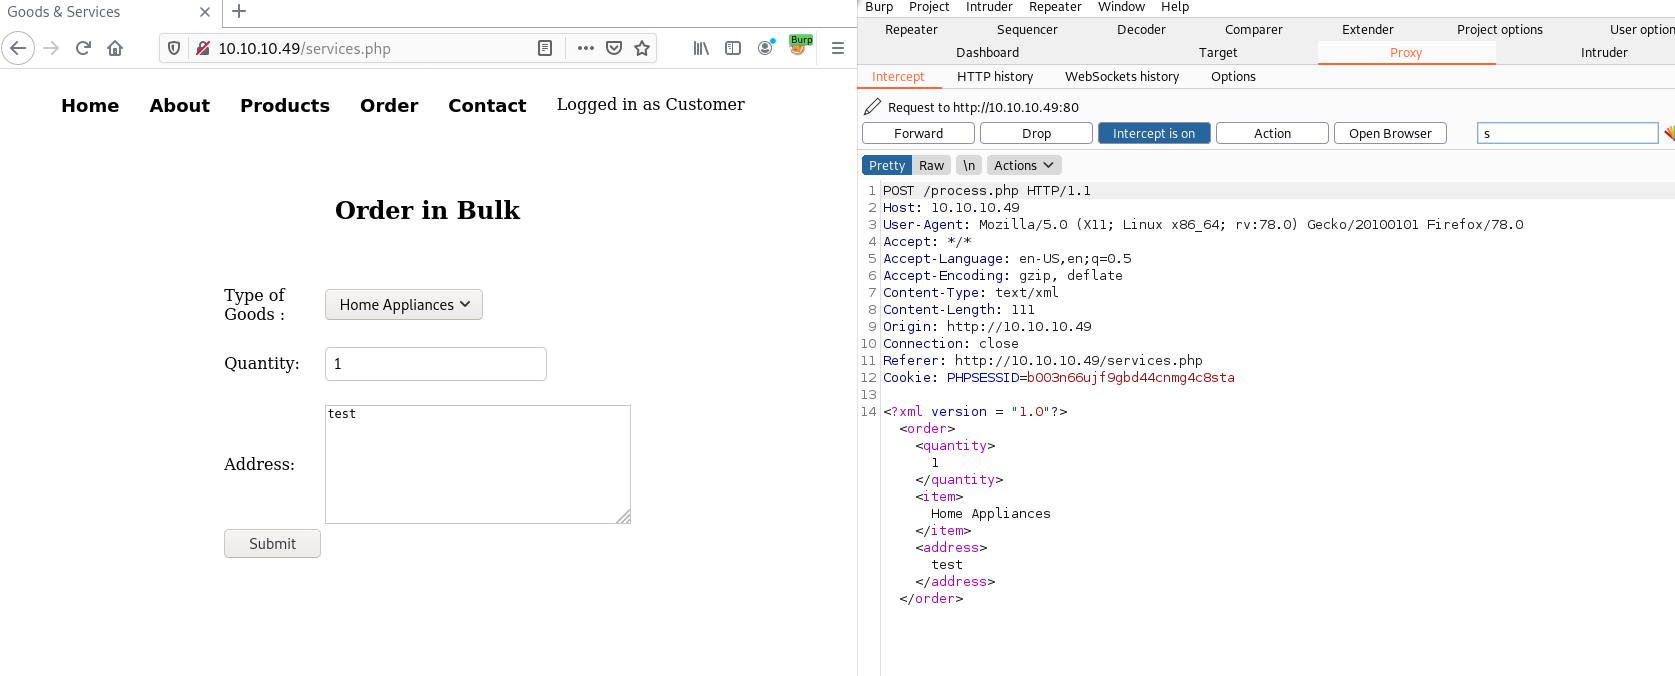 Goods & Services
10.10.10.49/services.php
Burp
Home About Products Order Contact Logged in as Customer
Order in Bulk
Type of
Goods :
Home Appliances
Quantity:
1
Address:
test
Submit
Burp Project Intruder Repeater Window Help
Repeater Sequencer Decoder Comparer Extender Project options User option
Dashboard Target Proxy Intruder
Intercept HTTP history WebSockets history Options
Request to http://10.10.10.49:80
Forward Drop Intercept is on Action Open Browser s
Pretty Raw \n Actions
1 POST /process.php HTTP/1.1
2 Host: 10.10.10.49
3 User-Agent: Mozilla/5.0 (X11; Linux x86_64; rv:78.0) Gecko/20100101 Firefox/78.0
4 Accept: */*
5 Accept-Language: en-US,en;q=0.5
6 Accept-Encoding: gzip, deflate
7 Content-Type: text/xml
8 Content-Length: 111
9 Origin: http://10.10.10.49
10 Connection: close
11 Referer: http://10.10.10.49/services.php
12 Cookie: PHPSESSID=b003n66ujf9gbd44cnmg4c8sta
13
14 <?xml version = "1.0"?>
<order>
<quantity>
1
</quantity>
<item>
Home Appliances
</item>
<address>
test
</address>
</order>